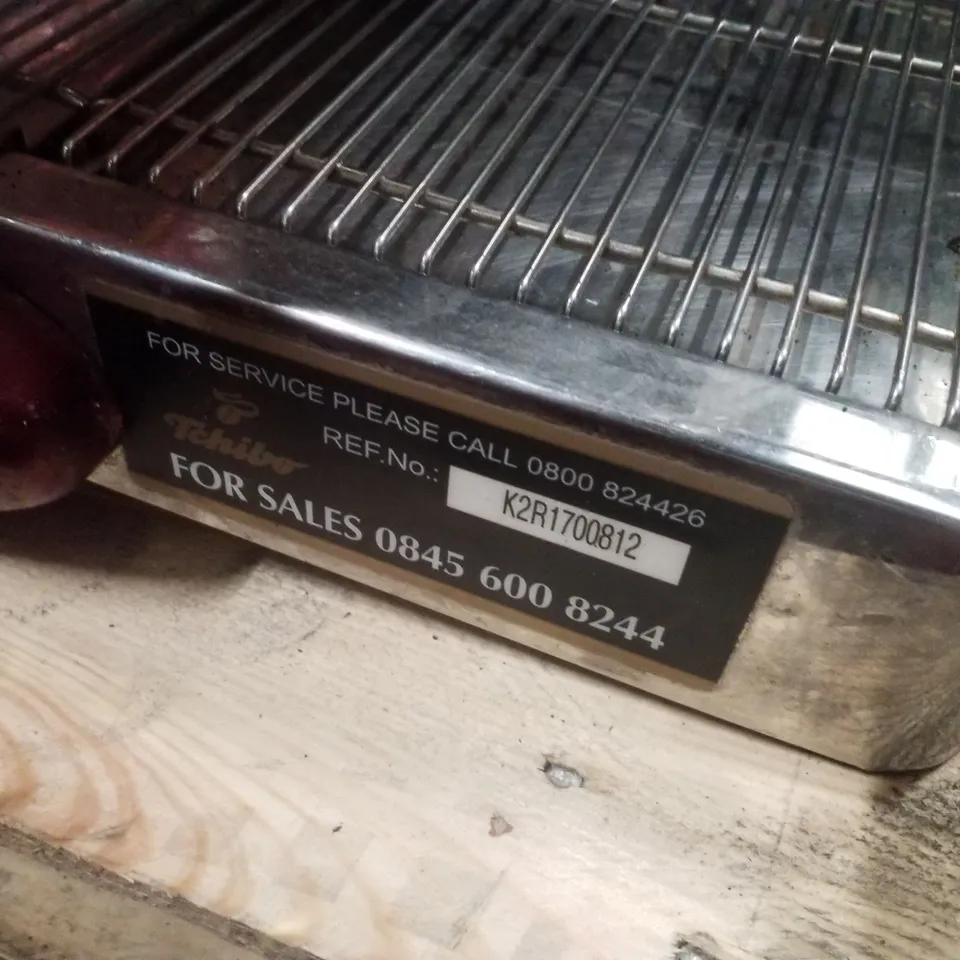 FOR SERVICE PLEASE CALL 0800 824426
Tchibo
REF.No.: K2R1700812
FOR SALES 0845 600 8244